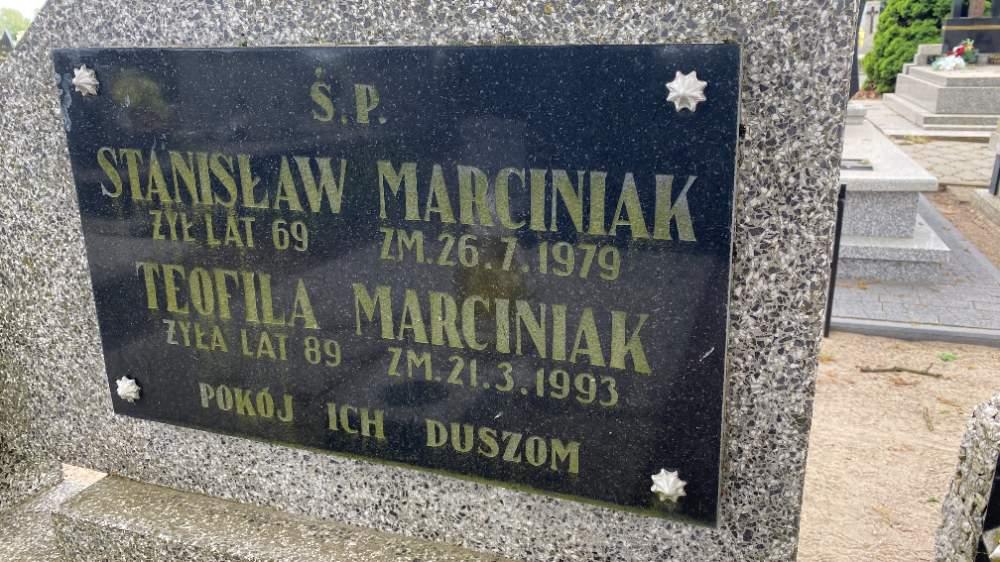 Ś.P.
STANISŁAW MARCINIAK
ŻYŁ LAT 69 ZM. 26.7.1979
TEOFILA MARCINIAK
ŻYŁA LAT 89 ZM. 21.3.1993
POKÓJ ICH DUSZOM